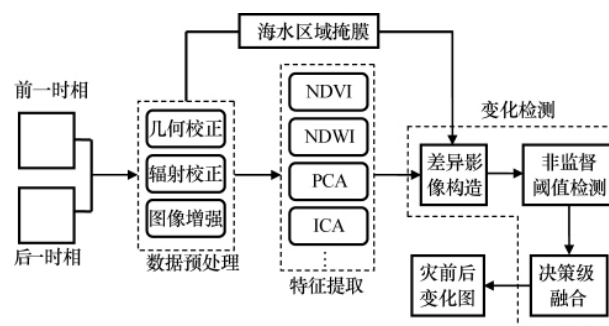 海水区域掩膜
前一时相
后一时相
几何校正
辐射校正
图像增强
数据预处理
NDVI
NDWI
PCA
ICA
⋮
特征提取
变化检测
差异影
像构造
非监督
阈值检测
决策级
融合
灾前后
变化图